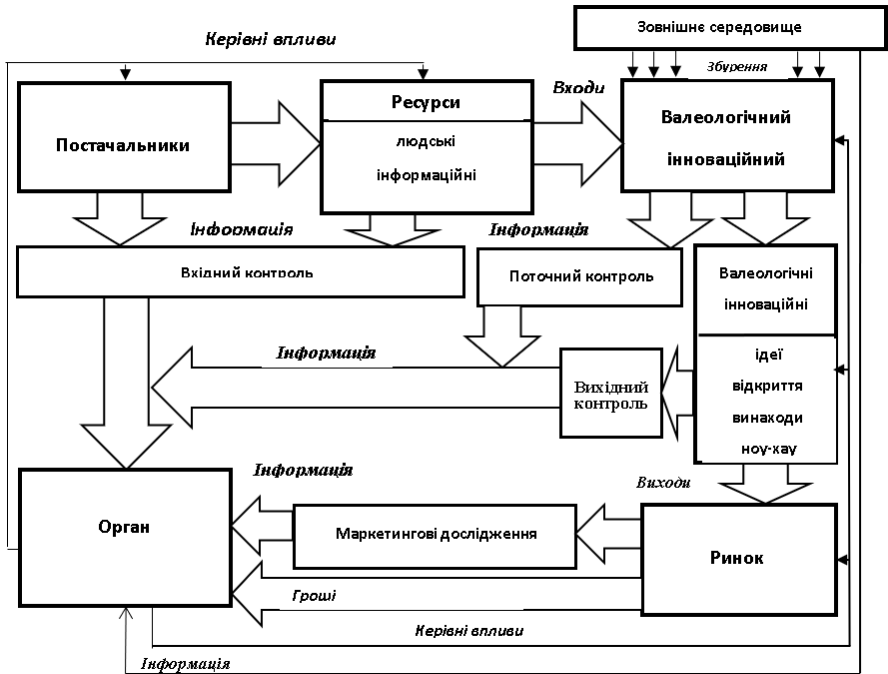 Зовнішнє середовище
Керівні впливи
Збурення
Входи
Постачальники
Ресурси
людські
інформаційні
Валеологічний
інноваційний
Інформація
Інформація
Вхідний контроль
Поточний контроль
Валеологічні
інноваційні
Інформація
ідеї
відкриття
винаходи
ноу-хау
Вихідний
контроль
Інформація
Виходи
Орган
Маркетингові дослідження
Ринок
Гроші
Керівні впливи
Інформація